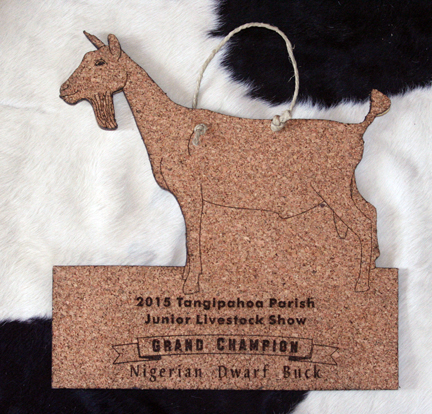 2015 Tangipahoa Parish
Junior Livestock Show
GRAND CHAMPION
Nigerian Dwarf Buck